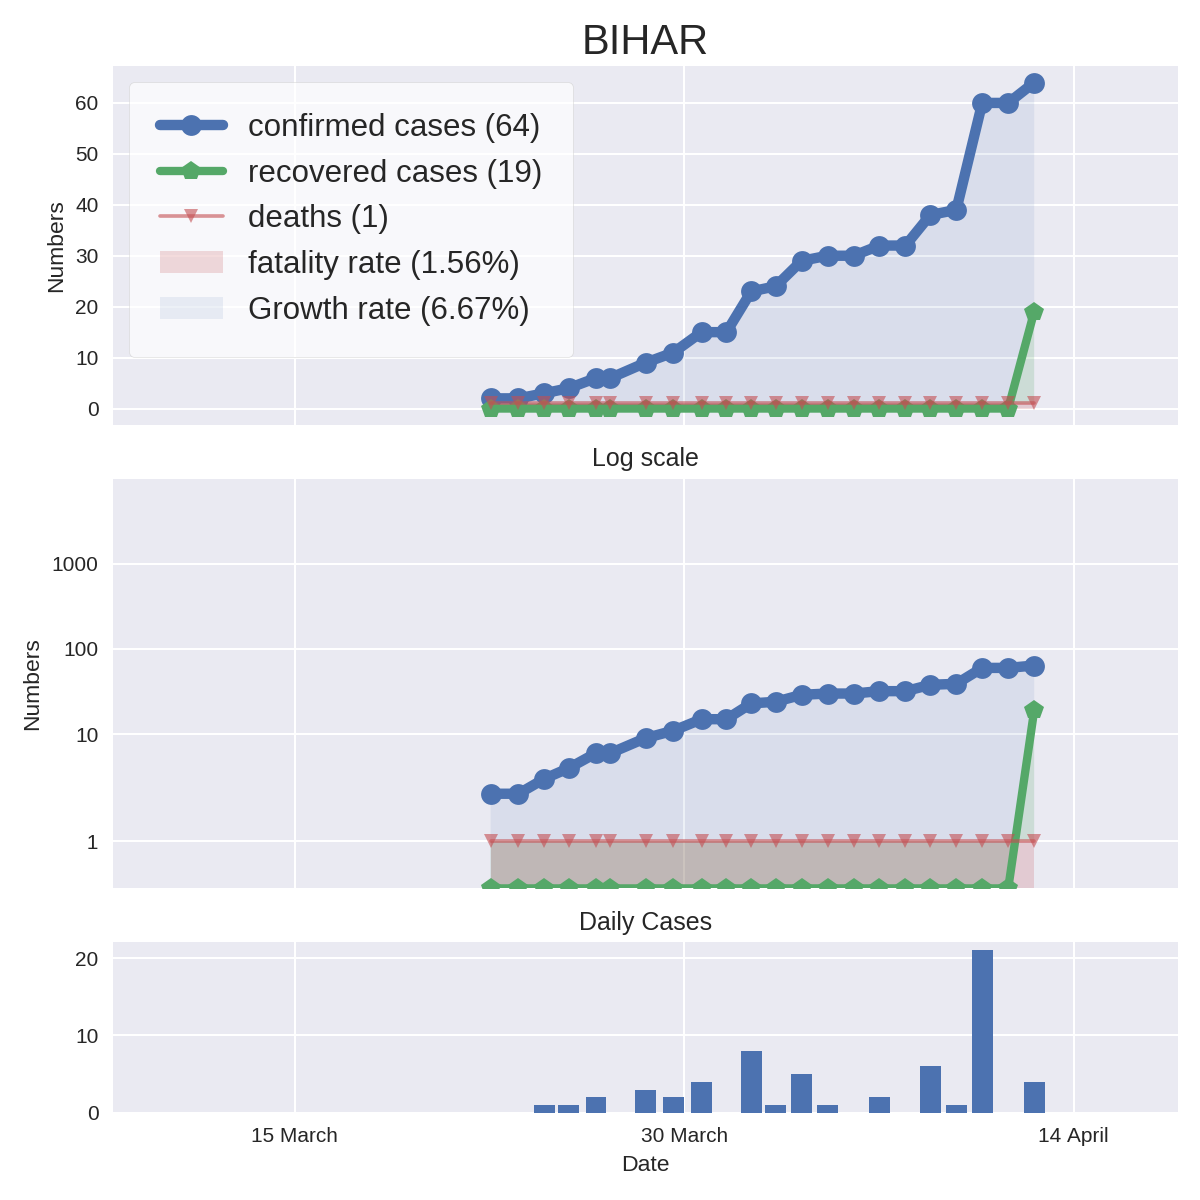 BIHAR
confirmed cases (64)
recovered cases (19)
deaths (1)
fatality rate (1.56%)
Growth rate (6.67%)
60
50
40
30
20
10
0
Numbers
Log scale
1000
100
10
1
Numbers
Daily Cases
20
10
0
15 March
30 March
14 April
Date